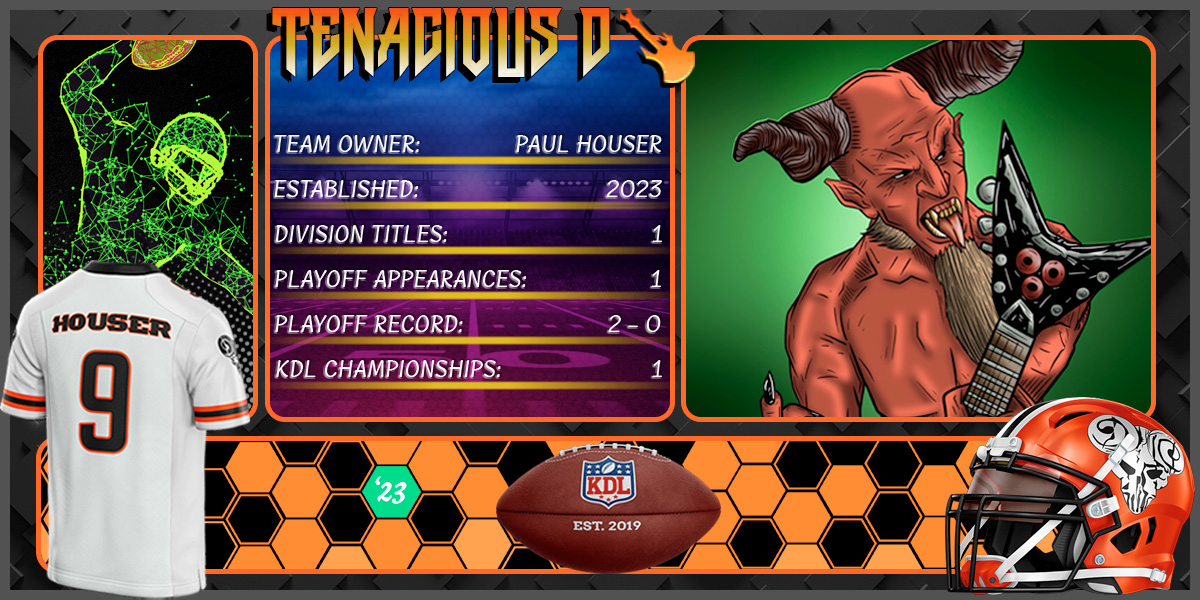 TENACIOUS D
TEAM OWNER: PAUL HOUSER
ESTABLISHED: 2023
DIVISION TITLES: 1
PLAYOFF APPEARANCES: 1
PLAYOFF RECORD: 2 – 0
KDL CHAMPIONSHIPS: 1
HOUSER
9
'23
KDL
EST. 2019